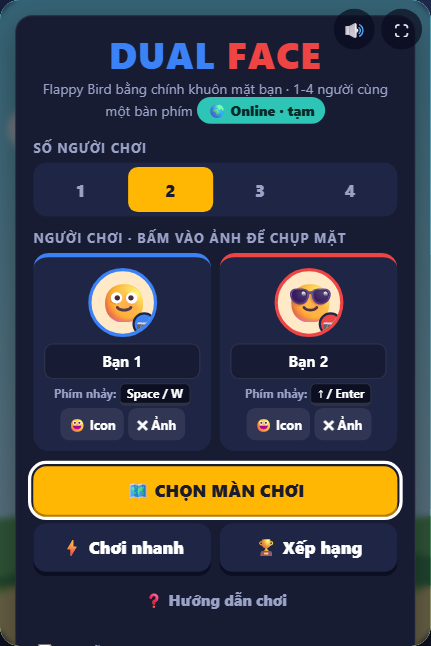 DUAL FACE
Flappy Bird bằng chính khuôn mặt bạn · 1-4 người cùng
một bàn phím Online · tạm
SỐ NGƯỜI CHƠI
1 2 3 4
NGƯỜI CHƠI · BẤM VÀO ẢNH ĐỂ CHỤP MẶT
Bạn 1 Bạn 2
Phím nhảy: Space / W Phím nhảy: ↑ / Enter
Icon ✕ Ảnh Icon ✕ Ảnh
CHỌN MÀN CHƠI
Chơi nhanh Xếp hạng
❓ Hướng dẫn chơi